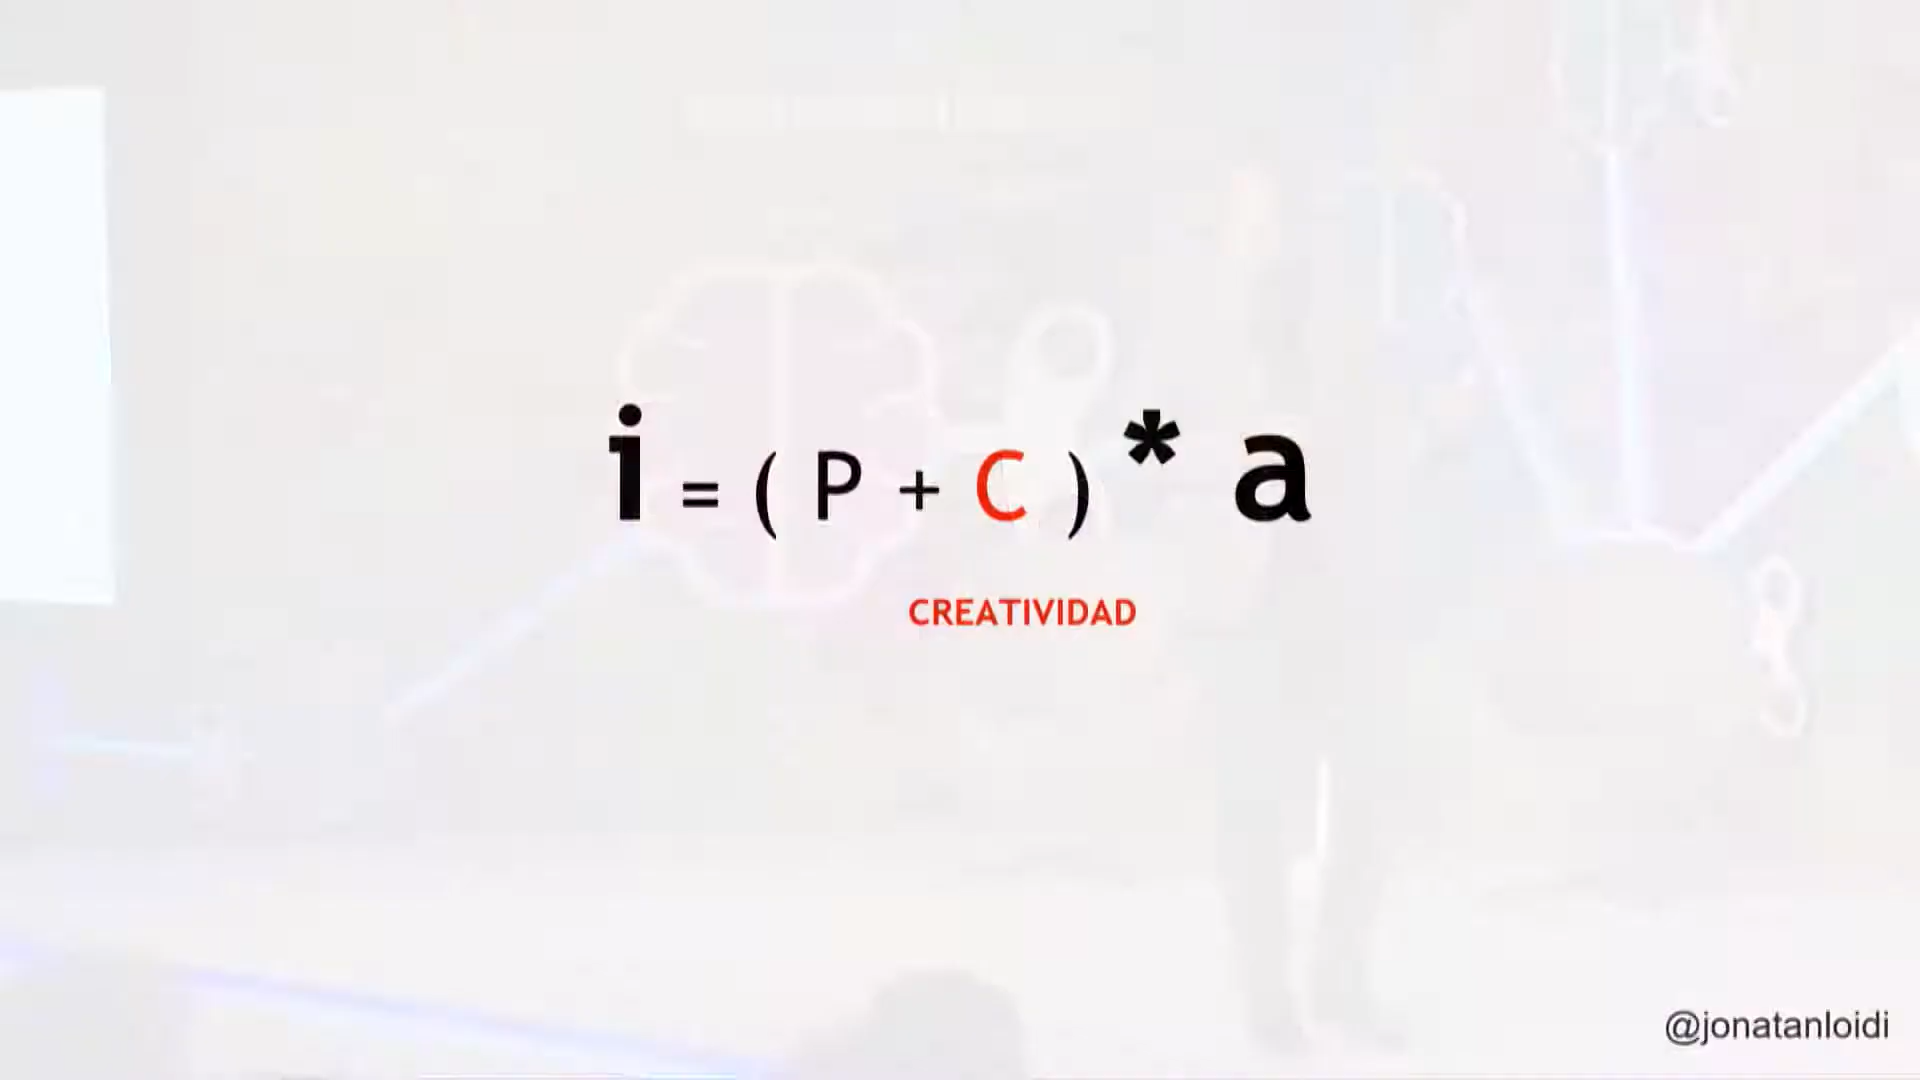 i = ( P + C ) * a
CREATIVIDAD
@jonatanloidi